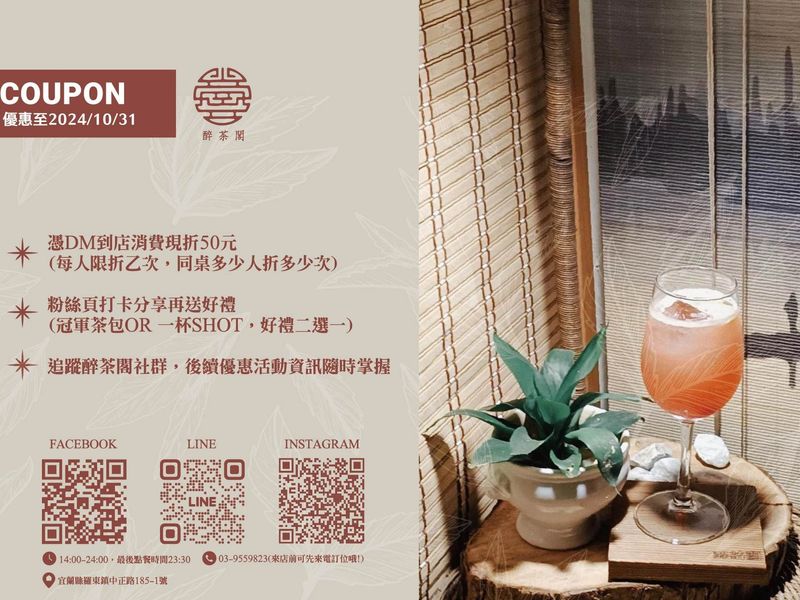 COUPON
優惠至2024/10/31
醉茶閣
憑DM到店消費現折50元
(每人限折乙次，同桌多少人折多少次)
粉絲頁打卡分享再送好禮
(冠軍茶包OR 一杯SHOT，好禮二選一)
追蹤醉茶閣社群，後續優惠活動資訊隨時掌握
FACEBOOK
LINE
INSTAGRAM
LINE
14:00-24:00，最後點餐時間23:30
03-9559823(來店前可先來電訂位哦!)
宜蘭縣羅東鎮中正路185-1號